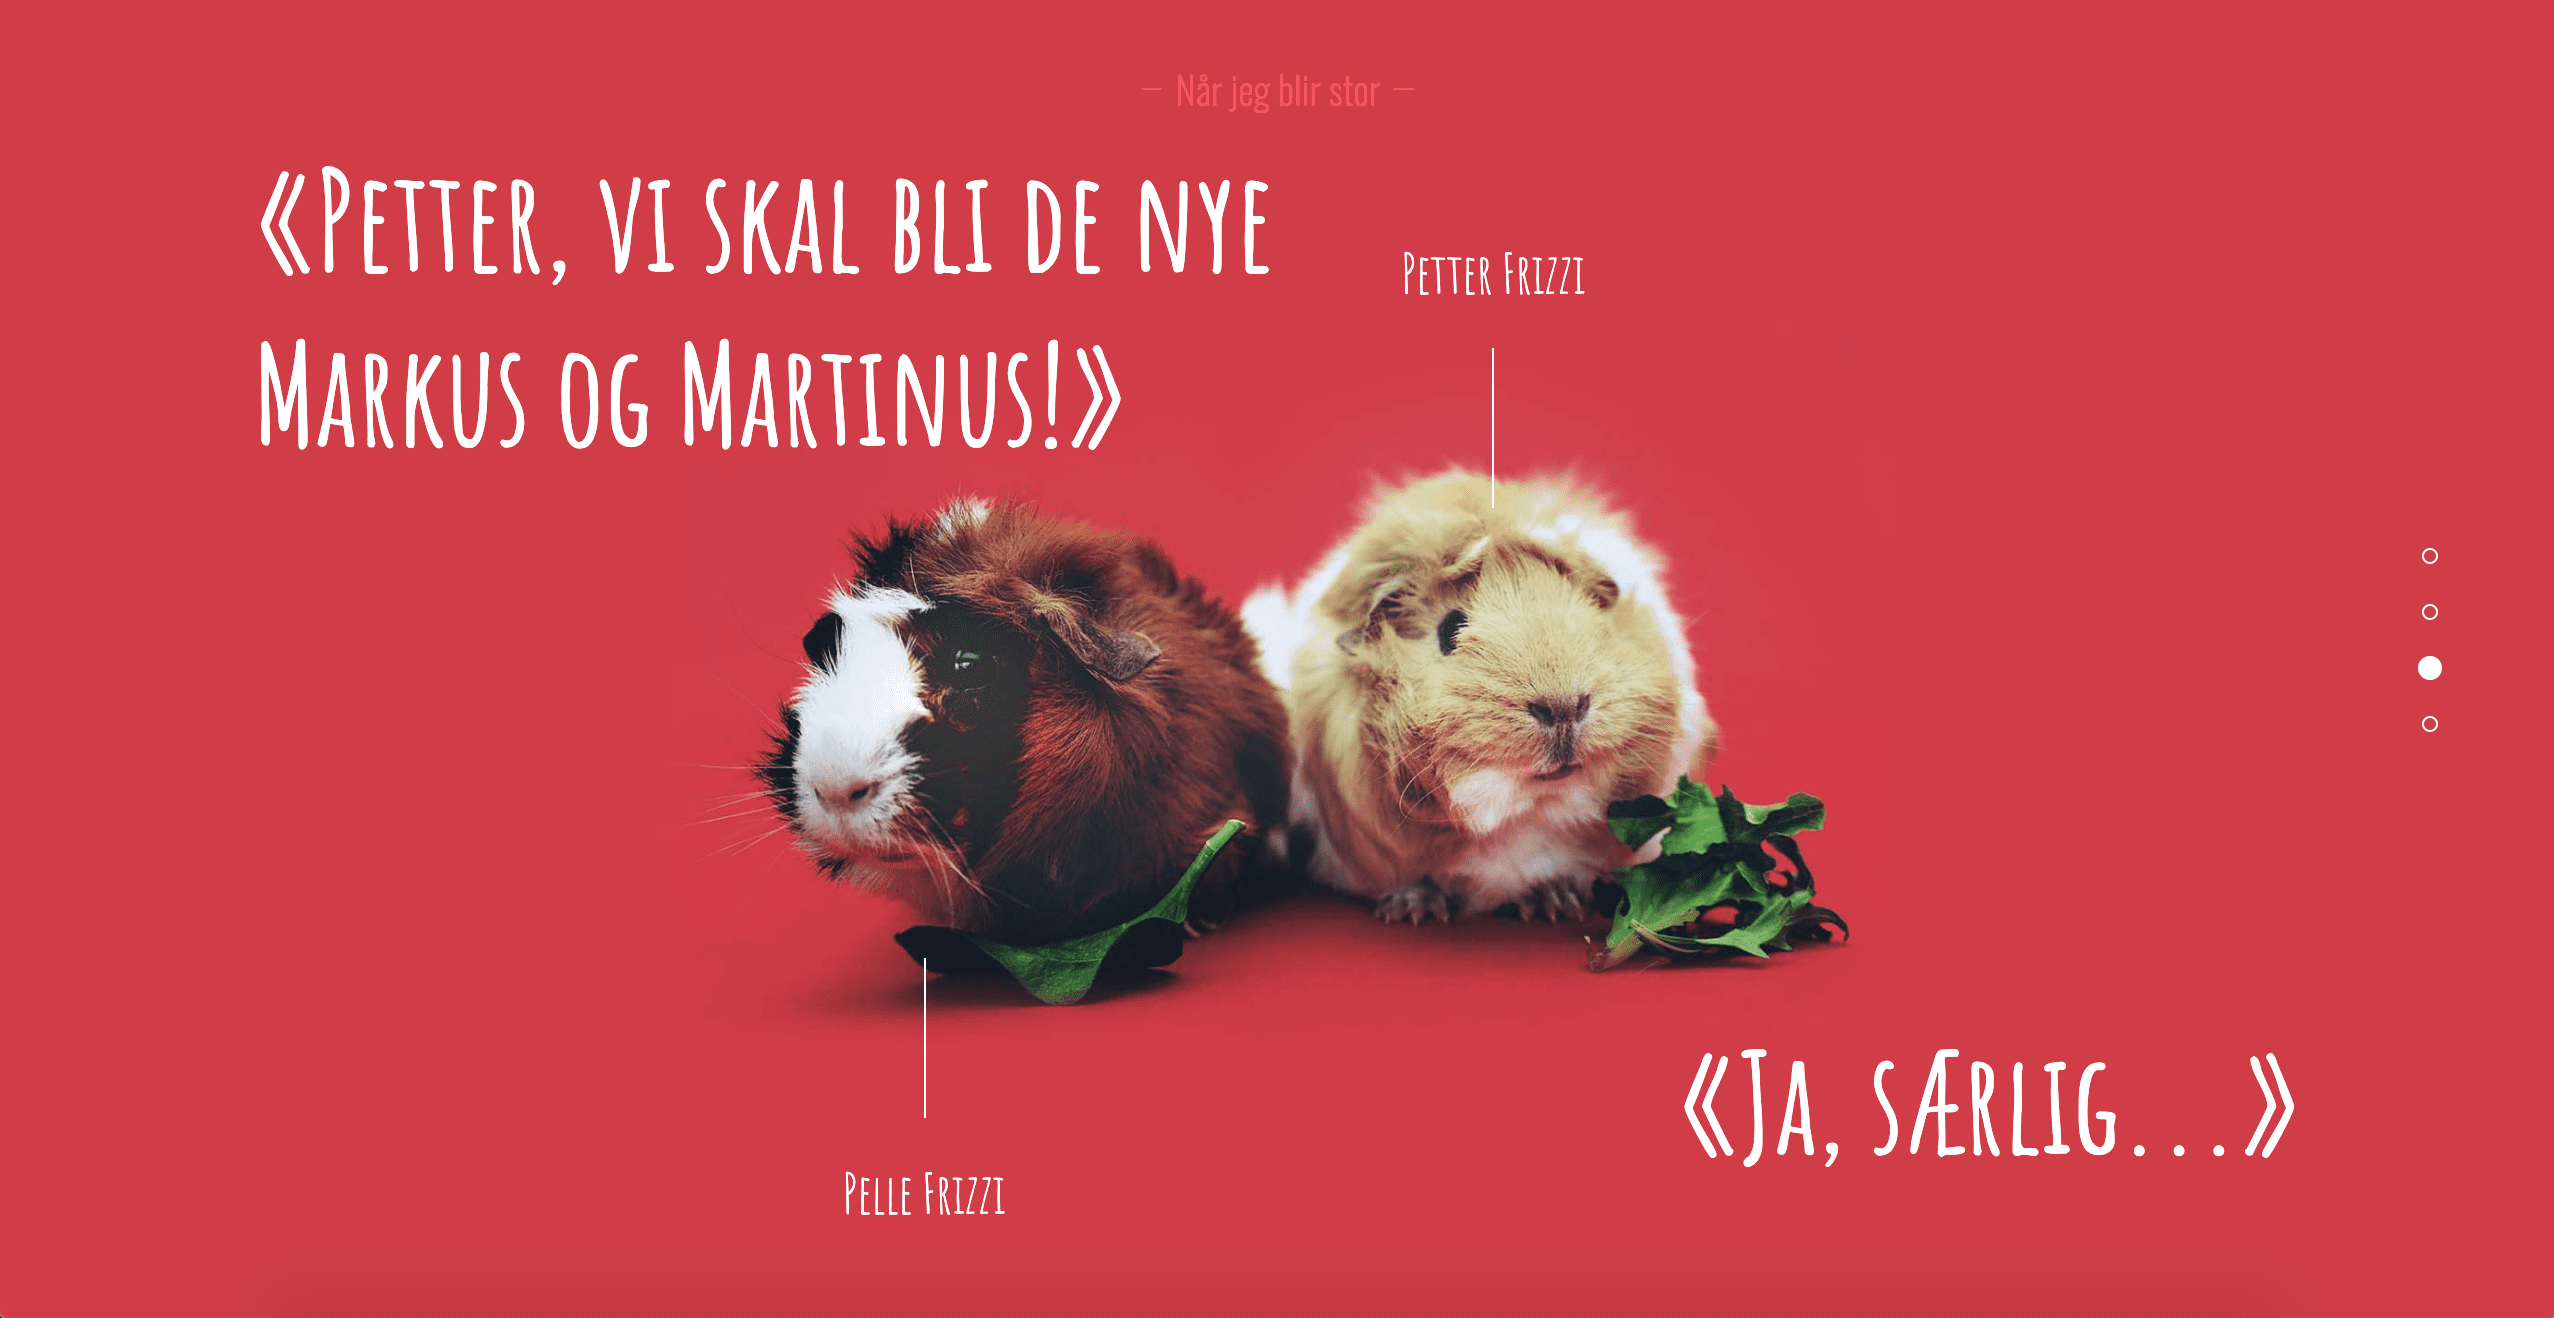 – Når jeg blir stor –
《Petter, vi skal bli de nye
Markus og Martinus!》
Petter Frizzi
Pelle Frizzi
《Ja, særlig...》